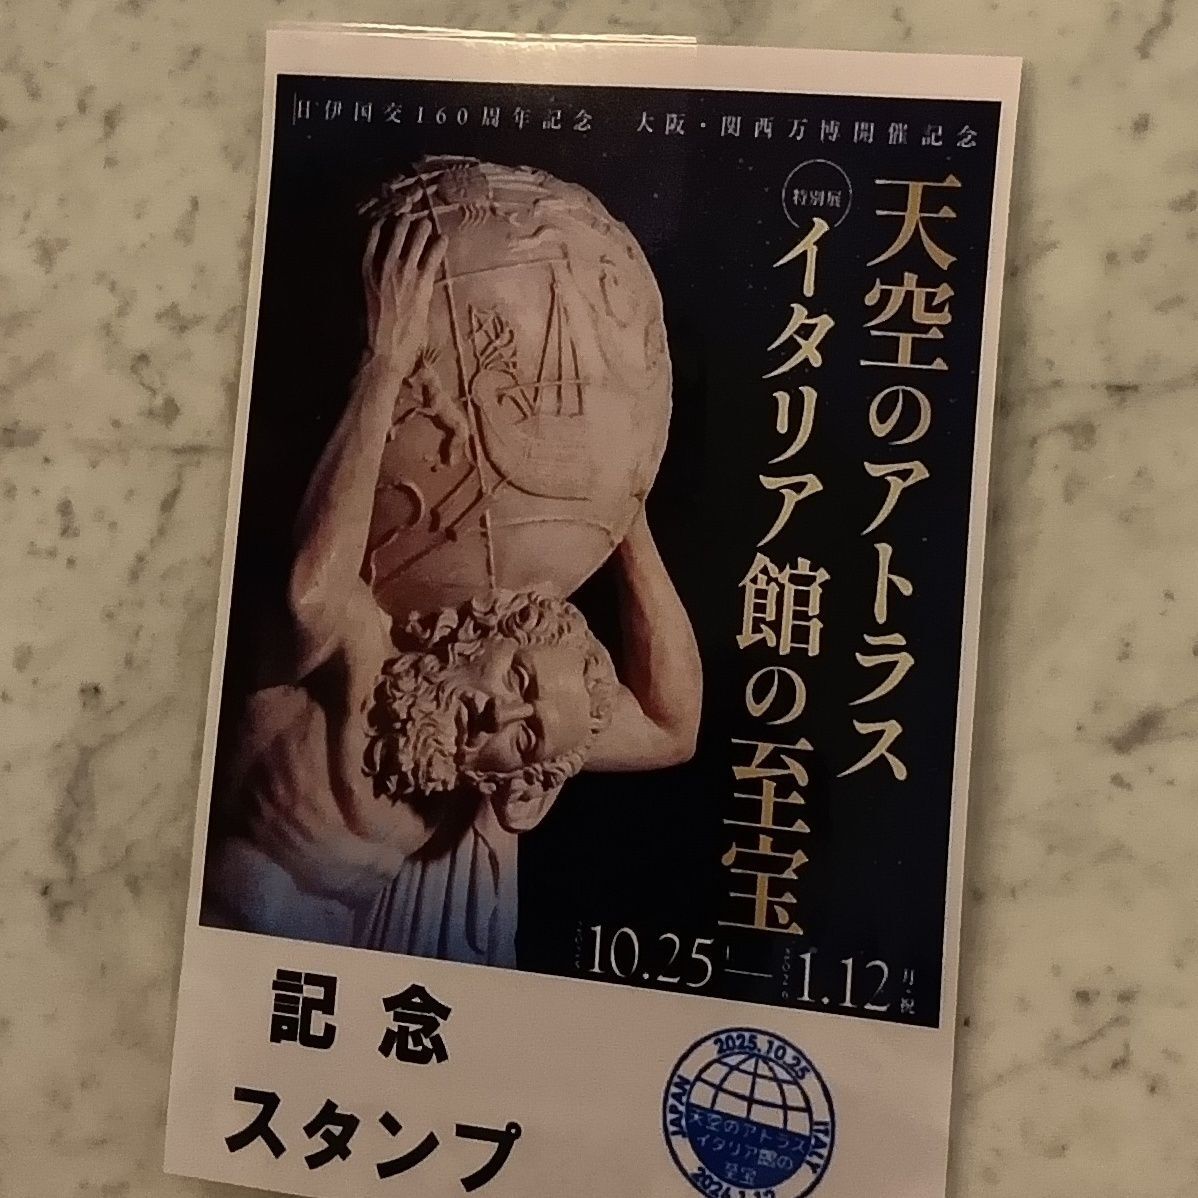 日伊国交160周年記念 大阪・関西万博開催記念
天空のアトラス
特別展
イタリア館の至宝
10.25—1.12 月・祝
記念
スタンプ
2025.10.25
JAPAN
ITALY
天空のアトラス
イタリア館の
至宝